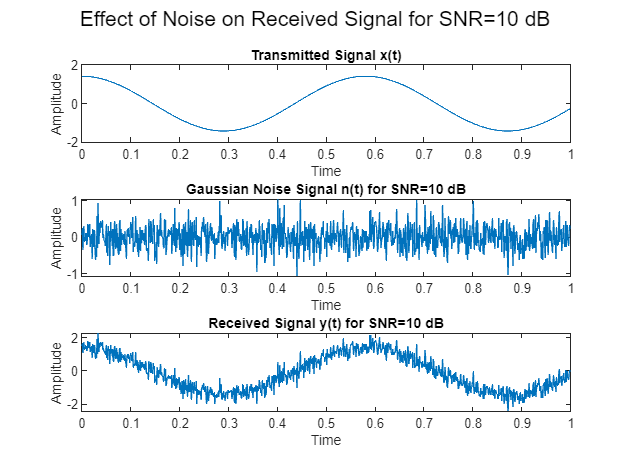 Effect of Noise on Received Signal for SNR=10 dB
Transmitted Signal x(t)
2
0
-2
Amplitude
0 0.1 0.2 0.3 0.4 0.5 0.6 0.7 0.8 0.9 1
Time
Gaussian Noise Signal n(t) for SNR=10 dB
1
0
-1
Amplitude
0 0.1 0.2 0.3 0.4 0.5 0.6 0.7 0.8 0.9 1
Time
Received Signal y(t) for SNR=10 dB
2
0
-2
Amplitude
0 0.1 0.2 0.3 0.4 0.5 0.6 0.7 0.8 0.9 1
Time